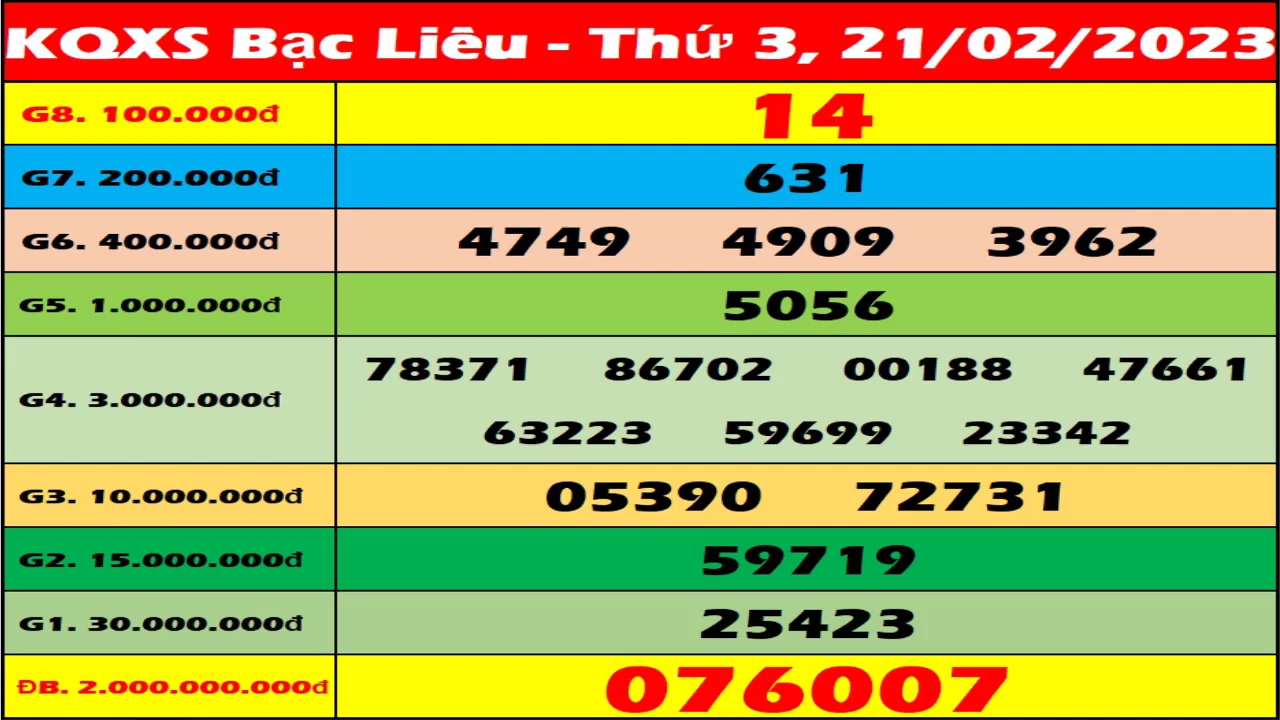 KQXS Bạc Liêu - Thứ 3, 21/02/2023
G8. 100.000đ 14
G7. 200.000đ 631
G6. 400.000đ 4749 4909 3962
G5. 1.000.000đ 5056
G4. 3.000.000đ 78371 86702 00188 47661
63223 59699 23342
G3. 10.000.000đ 05390 72731
G2. 15.000.000đ 59719
G1. 30.000.000đ 25423
ĐB. 2.000.000.000đ 076007